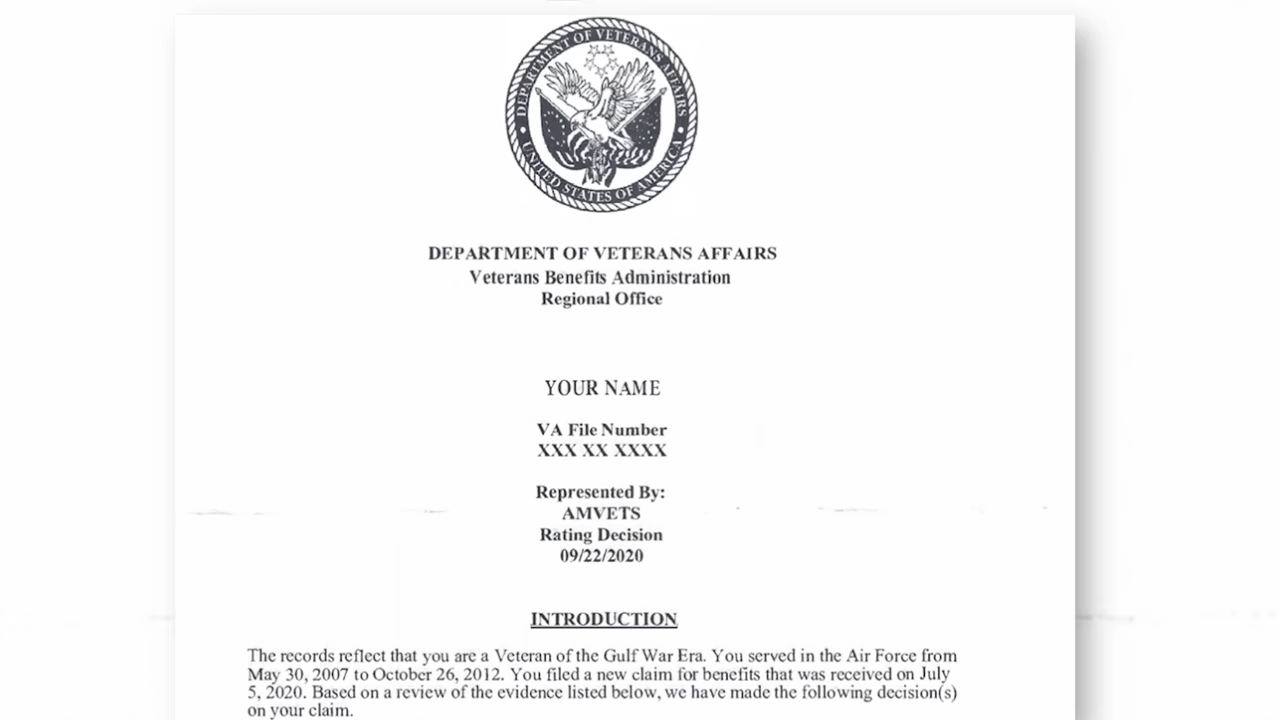 DEPARTMENT OF VETERANS AFFAIRS
UNITED STATES OF AMERICA
DEPARTMENT OF VETERANS AFFAIRS
Veterans Benefits Administration
Regional Office
YOUR NAME
VA File Number
XXX XX XXXX
Represented By:
AMVETS
Rating Decision
09/22/2020
INTRODUCTION
The records reflect that you are a Veteran of the Gulf War Era. You served in the Air Force from
May 30, 2007 to October 26, 2012. You filed a new claim for benefits that was received on July
5, 2020. Based on a review of the evidence listed below, we have made the following decision(s)
on your claim.